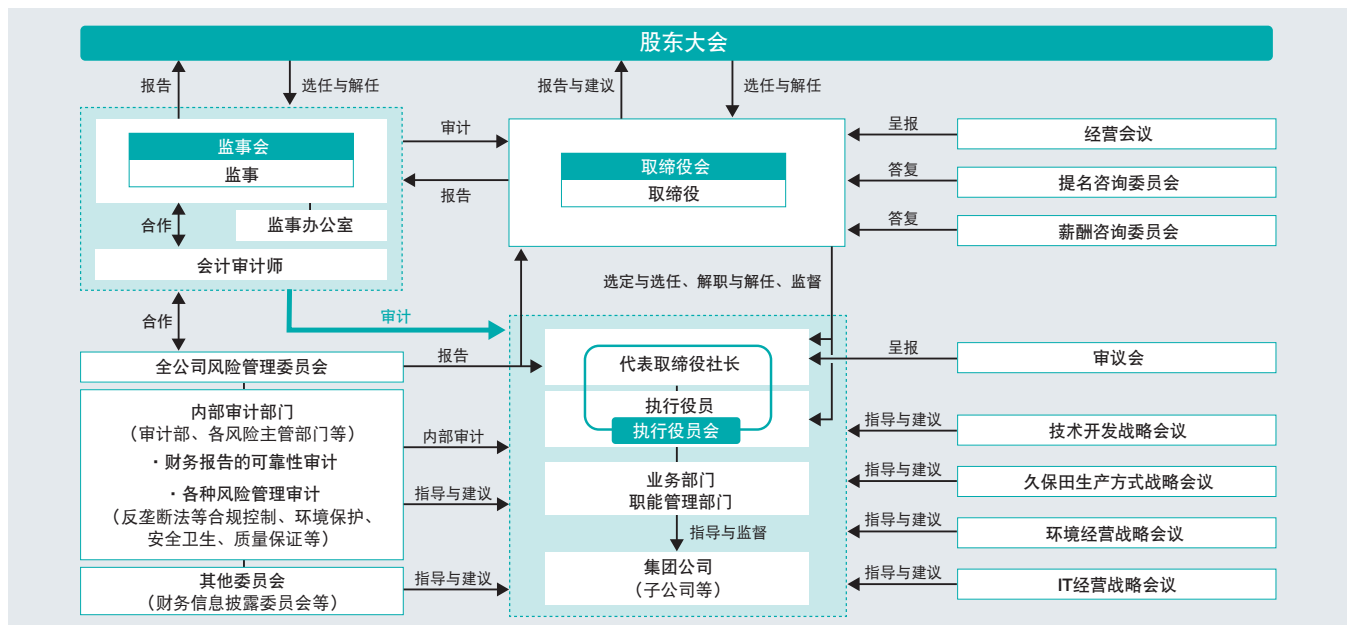 股东大会
报告
选任与解任
报告与建议
选任与解任
监事会
监事
合作
监事办公室
会计审计师
审计
报告
取缔役会
取缔役
呈报
经营会议
答复
提名咨询委员会
答复
薪酬咨询委员会
选定与选任、解职与解任、监督
合作
审计
全公司风险管理委员会
报告
代表取缔役社长
执行役员
执行役员会
呈报
审议会
内部审计部门
（审计部、各风险主管部门等）
・财务报告的可靠性审计
・各种风险管理审计
（反垄断法等合规控制、环境保护、
安全卫生、质量保证等）
内部审计
指导与建议
业务部门
职能管理部门
指导与监督
集团公司
（子公司等）
其他委员会
（财务信息披露委员会等）
指导与建议
指导与建议
技术开发战略会议
指导与建议
久保田生产方式战略会议
指导与建议
环境经营战略会议
指导与建议
IT经营战略会议